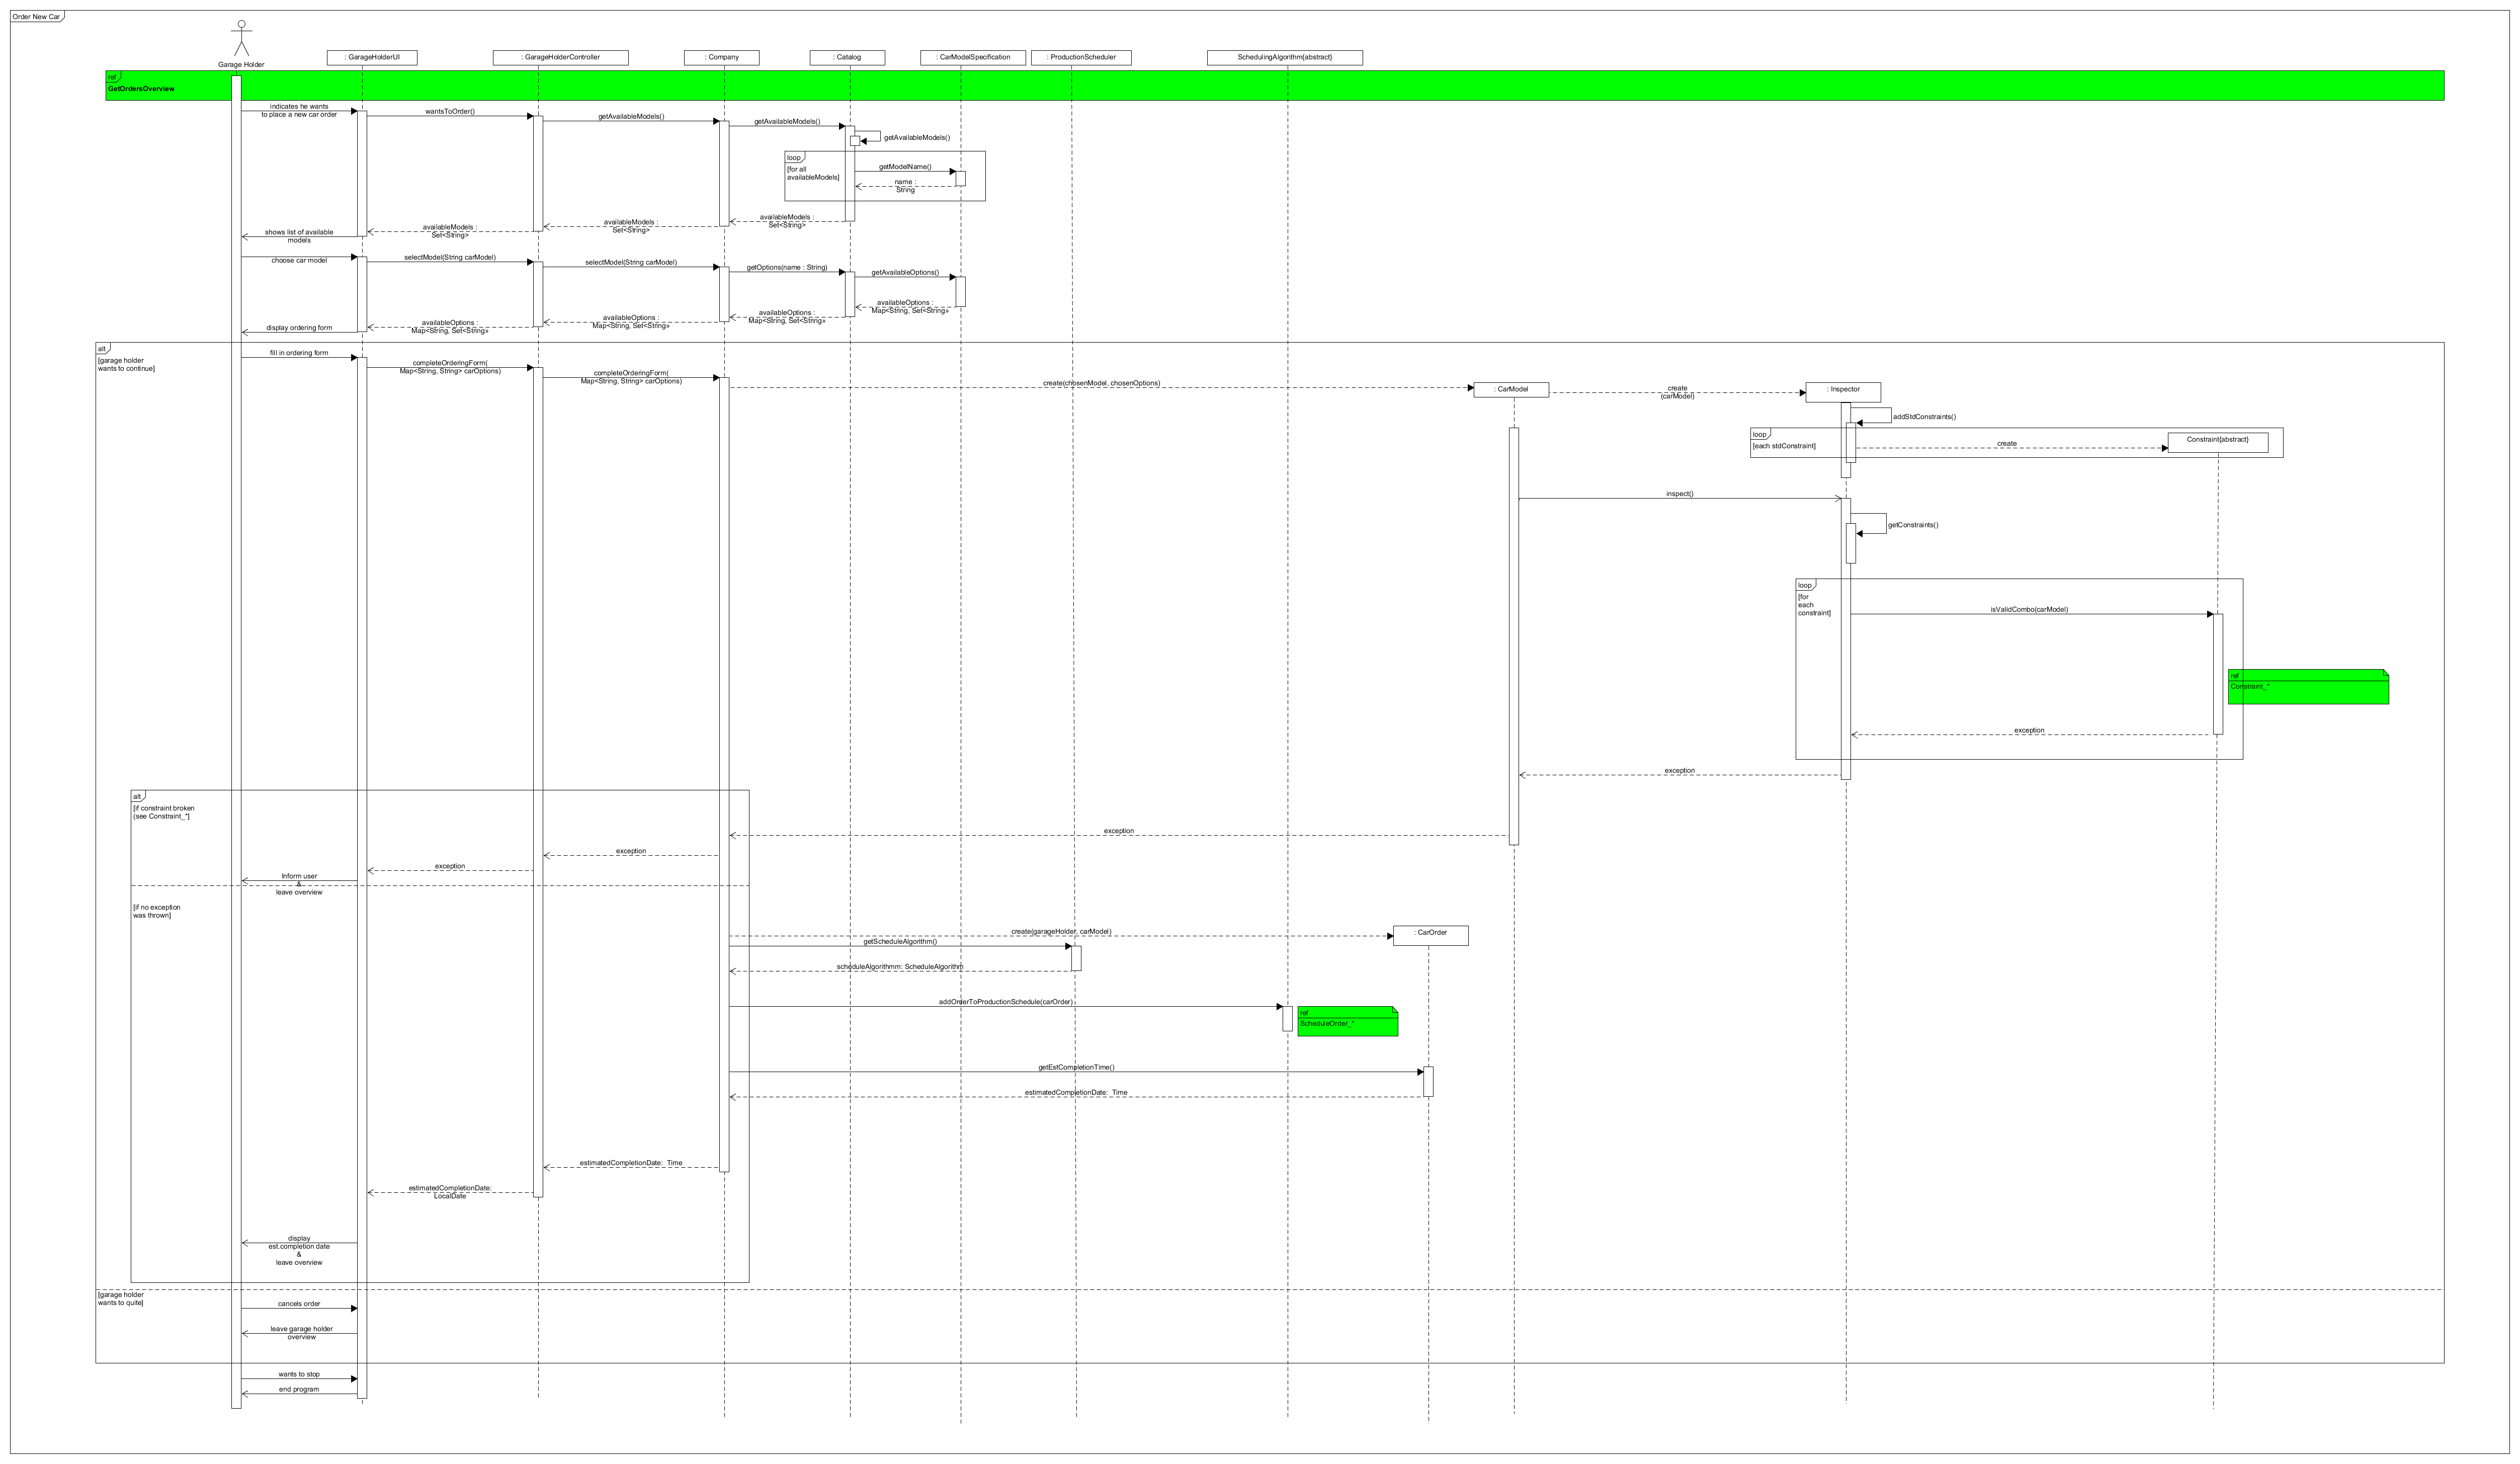 Order New Car
Garage Holder
: GarageHolderUI
: GarageHolderController
: Company
: Catalog
: CarModelSpecification
: ProductionScheduler
SchedulingAlgorithm{abstract}
ref
GetOrdersOverview
indicates he wants
to place a new car order
wantsToOrder()
getAvailableModels()
getAvailableModels()
getAvailableModels()
loop
[for all
availableModels]
getModelName()
name :
String
availableModels :
Set<String>
availableModels :
Set<String>
availableModels :
Set<String>
shows list of available
models
choose car model
selectModel(String carModel)
selectModel(String carModel)
getOptions(name : String)
getAvailableOptions()
availableOptions :
Map<String, Set<String»
availableOptions :
Map<String, Set<String»
availableOptions :
Map<String, Set<String»
availableOptions :
Map<String, Set<String»
display ordering form
alt
[garage holder
wants to continue]
fill in ordering form
completeOrderingForm(
Map<String, String> carOptions)
completeOrderingForm(
Map<String, String> carOptions)
create(chosenModel, chosenOptions)
: CarModel
create
(carModel)
: Inspector
addStdConstraints()
loop
[each stdConstraint]
create
Constraint{abstract}
inspect()
getConstraints()
loop
[for
each
constraint]
isValidCombo(carModel)
ref
Constraint_*
exception
exception
alt
[if constraint broken
(see Constraint_*]
exception
exception
exception
Inform user
&
leave overview
[if no exception
was thrown]
create(garageHolder, carModel)
: CarOrder
getScheduleAlgorithm()
scheduleAlgorithmm: ScheduleAlgorithm
addOrderToProductionSchedule(carOrder)
ref
ScheduleOrder_*
getEstCompletionTime()
estimatedCompletionDate:  Time
estimatedCompletionDate:  Time
estimatedCompletionDate:
LocalDate
display
est.completion date
&
leave overview
[garage holder
wants to quite]
cancels order
leave garage holder
overview
wants to stop
end program